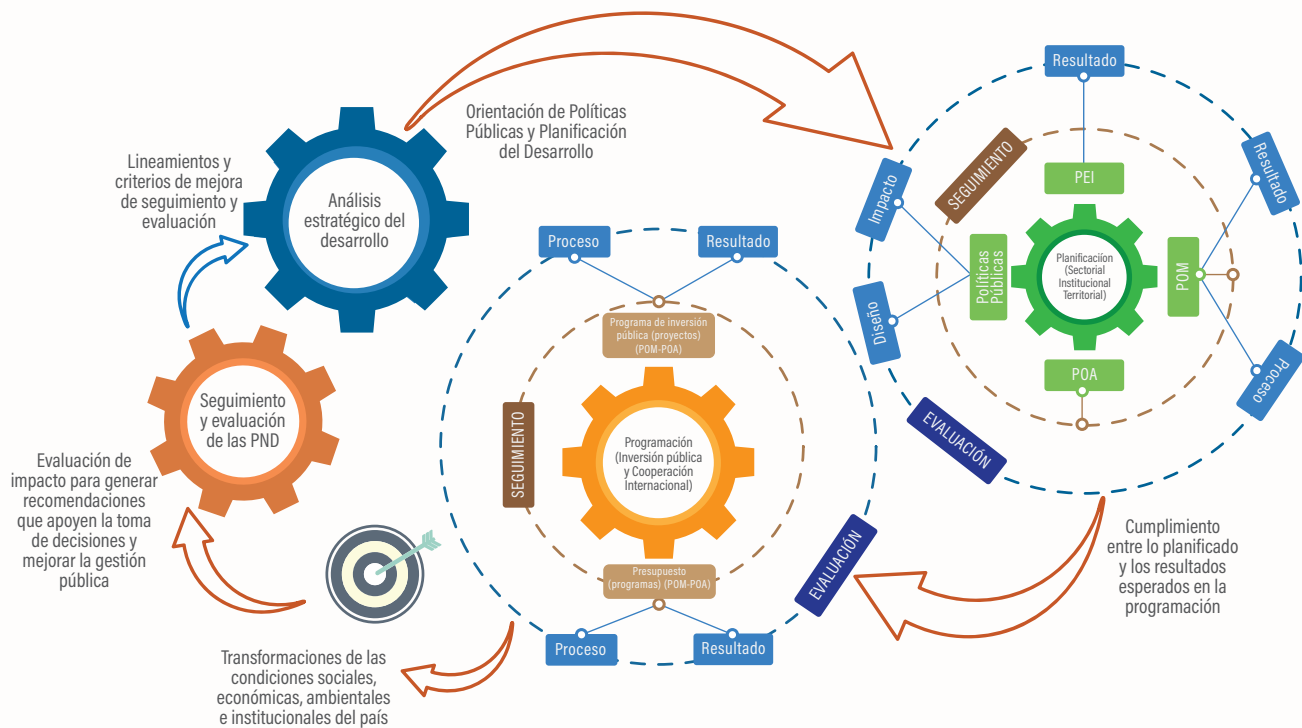 Orientación de Políticas
Públicas y Planificación
del Desarrollo
Lineamientos y
criterios de mejora
de seguimiento y
evaluación
Análisis
estratégico del
desarrollo
Seguimiento
y evaluación
de las PND
Evaluación de
impacto para generar
recomendaciones
que apoyen la toma
de decisiones y
mejorar la gestión
pública
Transformaciones de las
condiciones sociales,
económicas, ambientales
e institucionales del país
Proceso
Resultado
Programa de inversión
pública (proyectos)
(POM-POA)
SEGUIMIENTO
Programación
(Inversión pública
y Cooperación
Internacional)
Presupuesto
(programas) (POM-POA)
Proceso
Resultado
EVALUACIÓN
Resultado
SEGUIMIENTO
Impacto
PEI
Resultado
Políticas
Públicas
Planificaciíon
(Sectorial
Institucional
Territorial)
POM
Diseño
POA
Proceso
EVALUACIÓN
Cumplimiento
entre lo planificado
y los resultados
esperados en la
programación